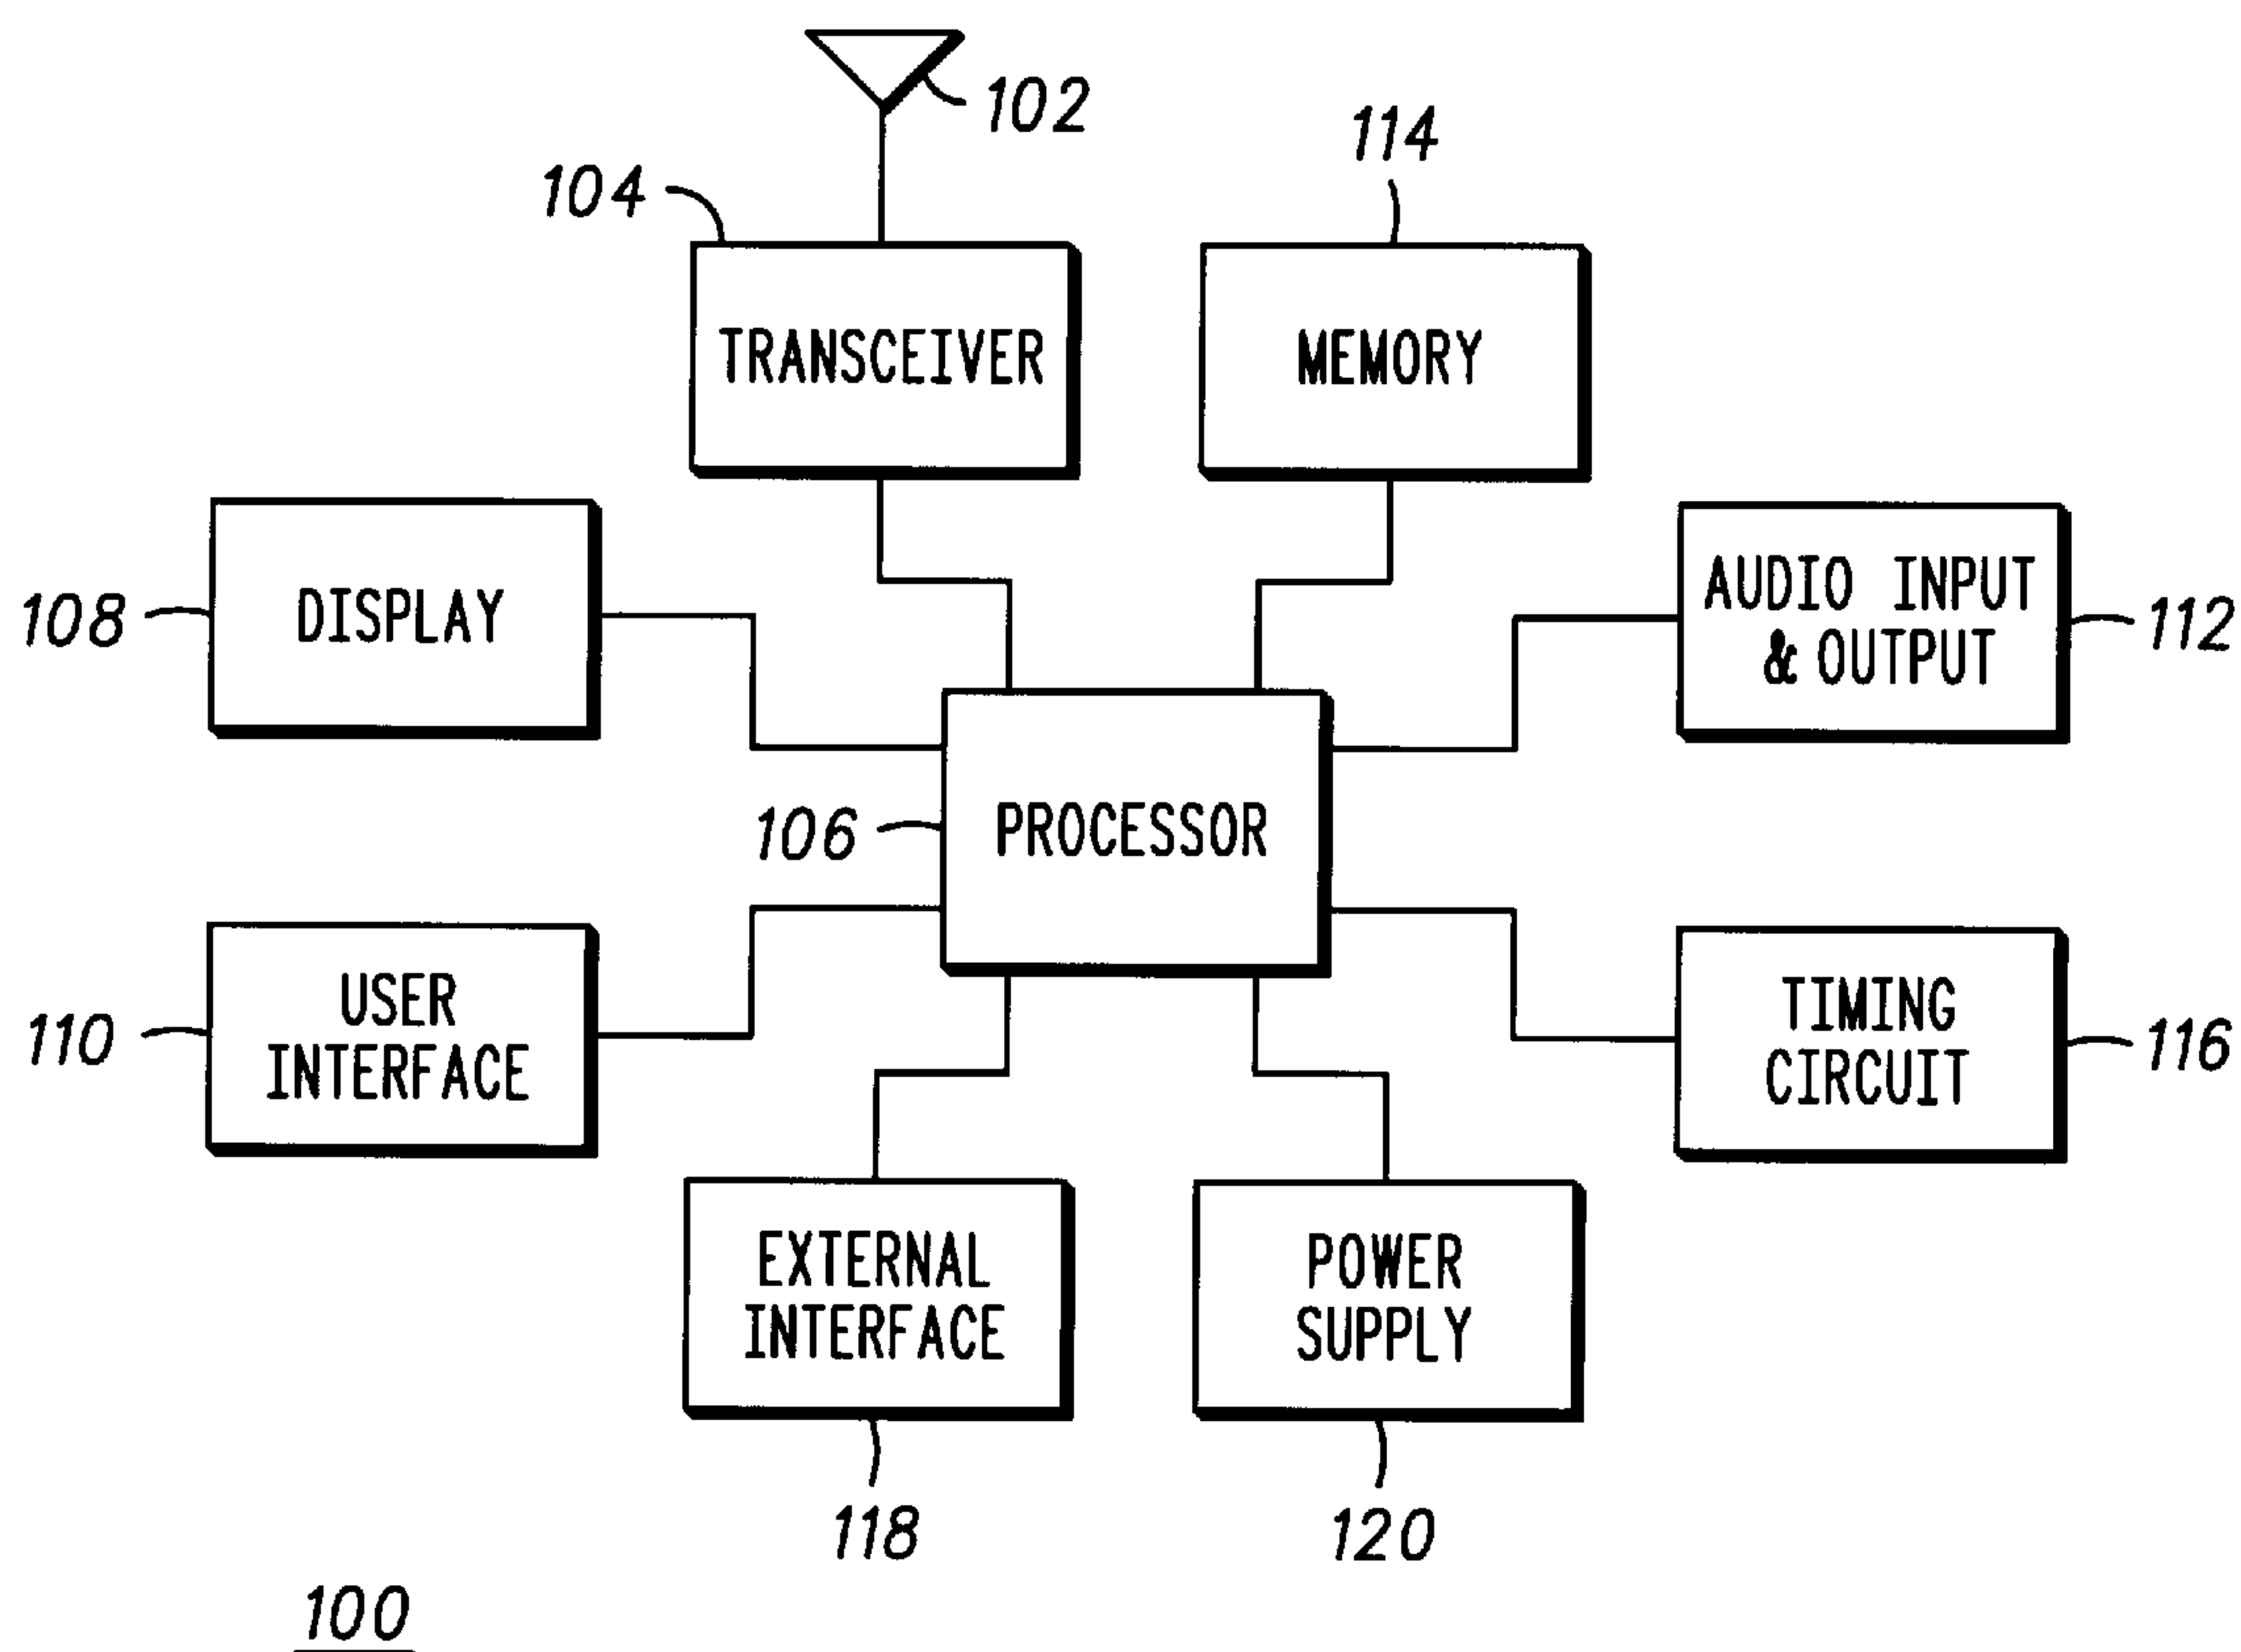 102
114
104
TRANSCEIVER
MEMORY
108
DISPLAY
AUDIO INPUT
& OUTPUT
112
106
PROCESSOR
110
USER
INTERFACE
TIMING
CIRCUIT
116
EXTERNAL
INTERFACE
POWER
SUPPLY
118
120
100